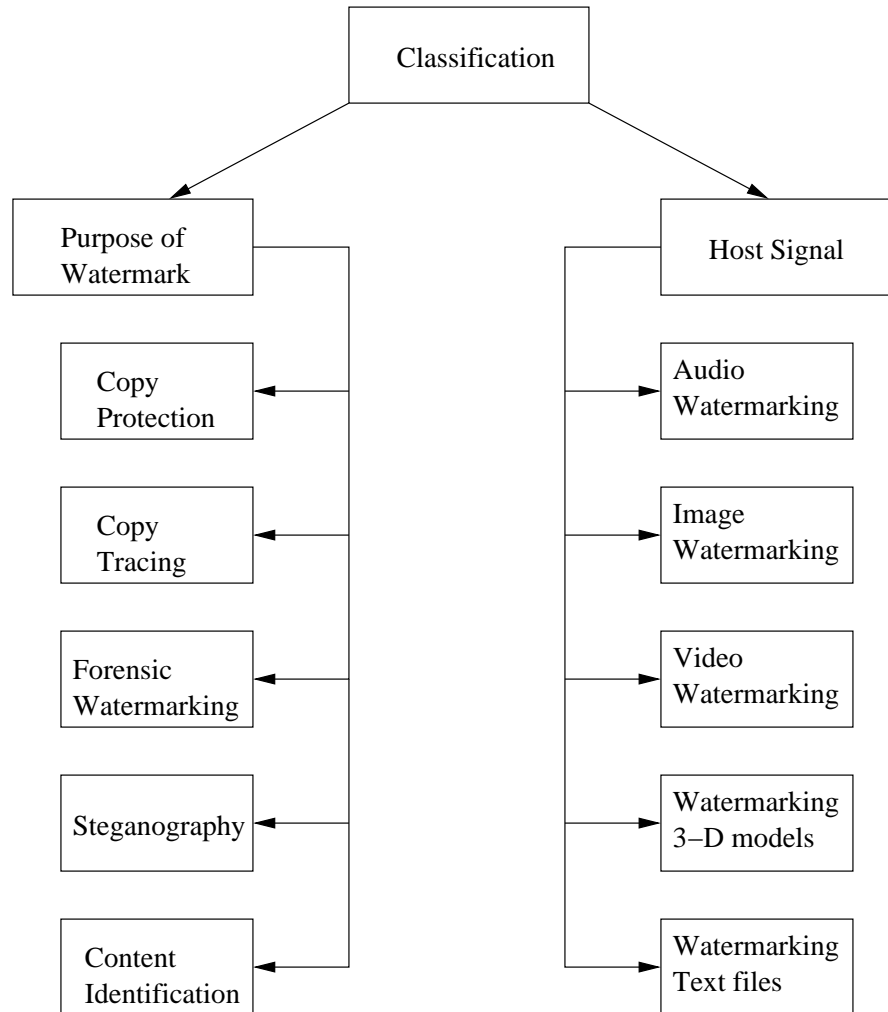 Classification
Purpose of
Watermark
Host Signal
Copy
Protection
Audio
Watermarking
Copy
Tracing
Image
Watermarking
Forensic
Watermarking
Video
Watermarking
Steganography
Watermarking
3–D models
Content
Identification
Watermarking
Text files